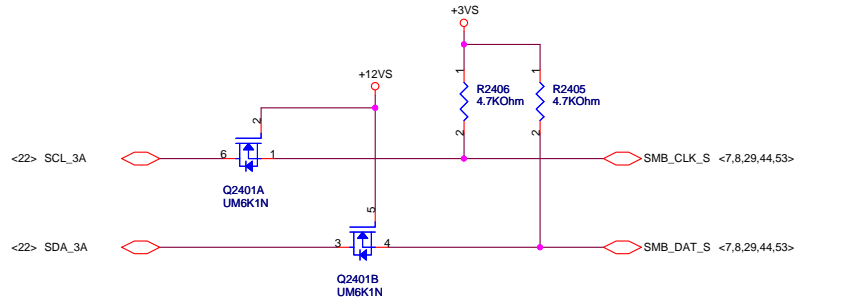 +3VS
+12VS
1
1
R2406
4.7KOhm
R2405
4.7KOhm
2
2
2
<22> SCL_3A
6
1
SMB_CLK_S <7,8,29,44,53>
Q2401A
UM6K1N
5
<22> SDA_3A
3
4
SMB_DAT_S <7,8,29,44,53>
Q2401B
UM6K1N